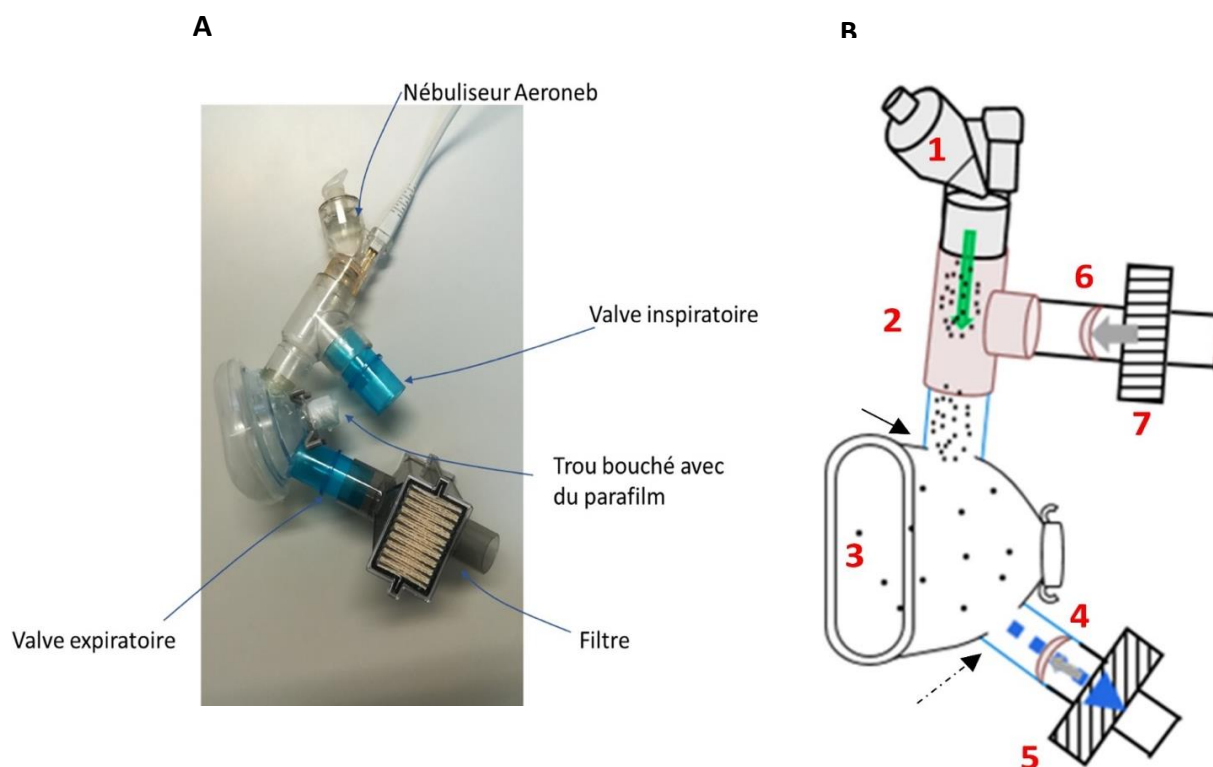 A
B
Nébuliseur Aeroneb
1
6
2
Valve inspiratoire
7
Trou bouché avec
du parafilm
3
4
Valve expiratoire
Filtre
5